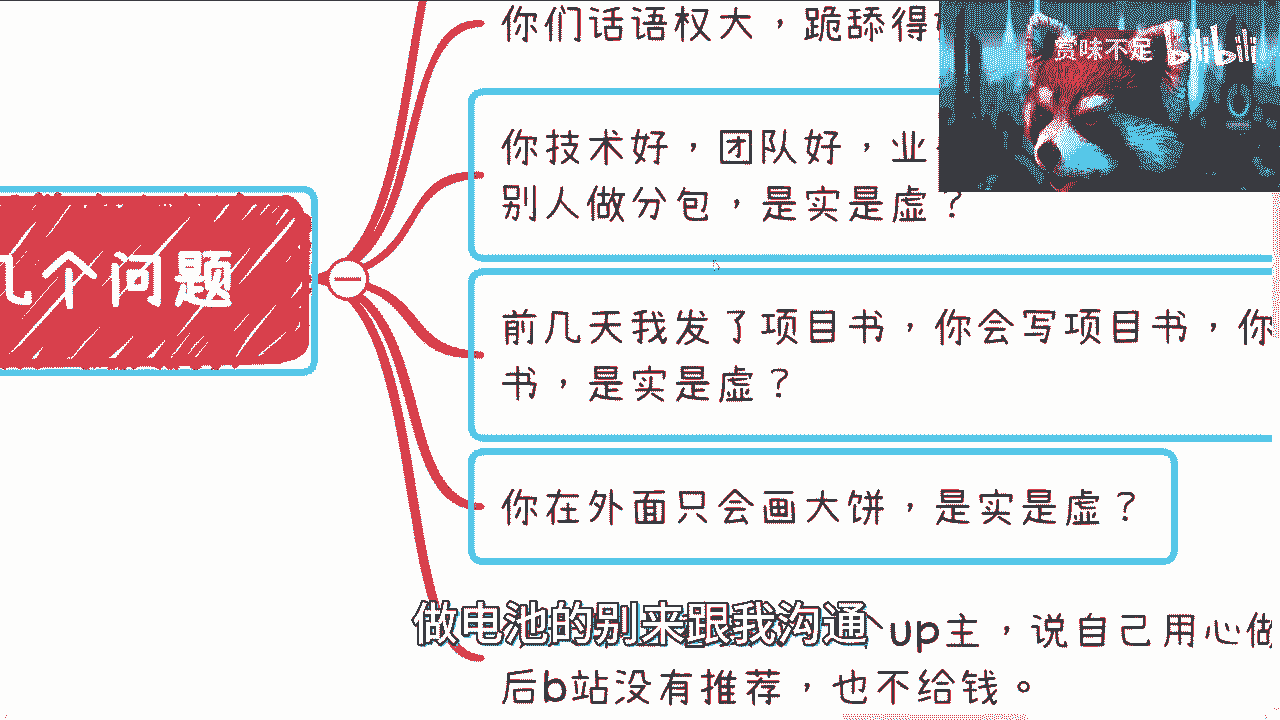 你们话语权大，跪舔得
赏味不足 bilibili
你技术好，团队好，业
别人做分包，是实是虚？
几个问题
前几天我发了项目书，你会写项目书，你
书，是实是虚？
你在外面只会画大饼，是实是虚？
做电池的别来跟我沟通
个up主，说自己用心做
后b站没有推荐，也不给钱。